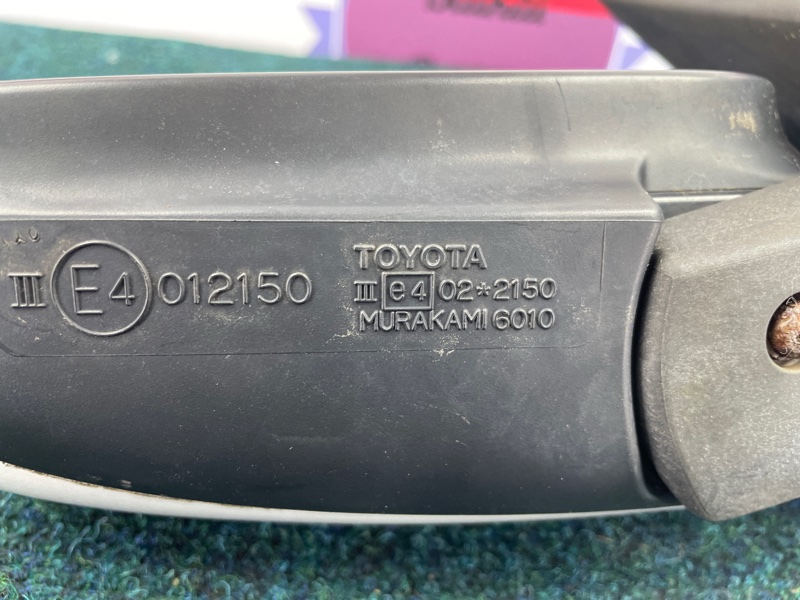 III E4 012150
TOYOTA
III e4 02*2150
MURAKAMI 6010